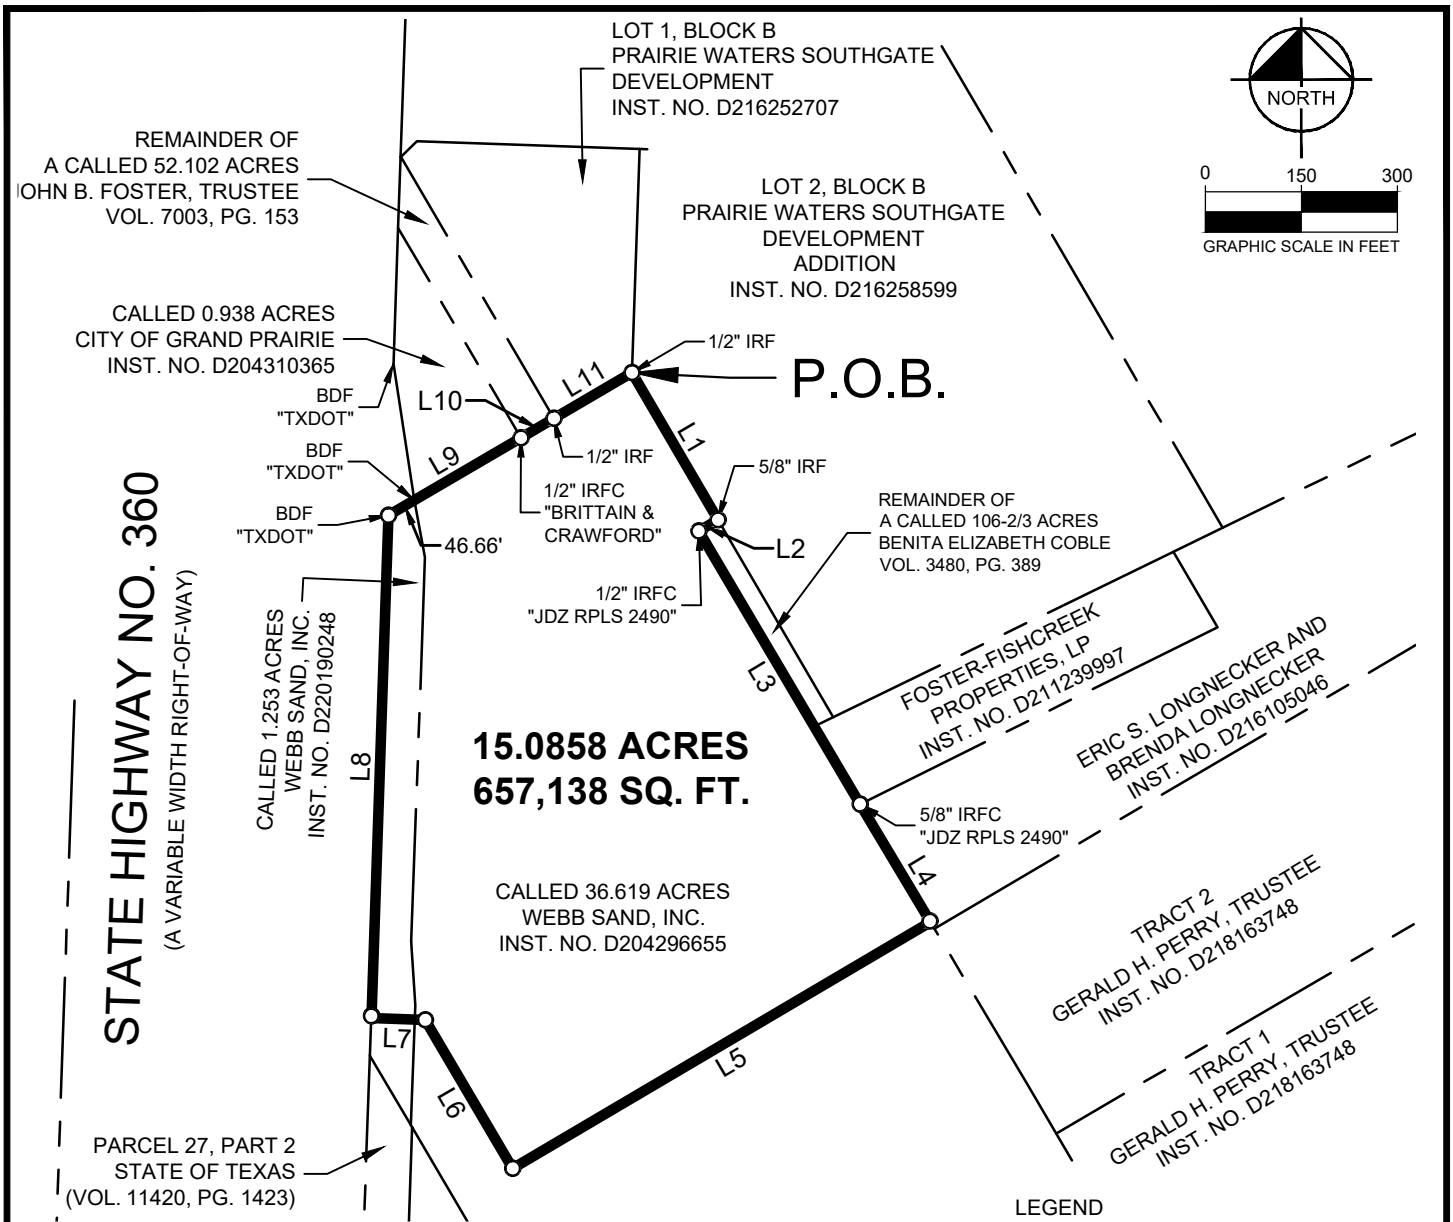 LOT 1, BLOCK B
PRAIRIE WATERS SOUTHGATE
DEVELOPMENT
INST. NO. D216252707
NORTH
0 150 300
GRAPHIC SCALE IN FEET
REMAINDER OF
A CALLED 52.102 ACRES
OHN B. FOSTER, TRUSTEE
VOL. 7003, PG. 153
LOT 2, BLOCK B
PRAIRIE WATERS SOUTHGATE
DEVELOPMENT
ADDITION
INST. NO. D216258599
CALLED 0.938 ACRES
CITY OF GRAND PRAIRIE
INST. NO. D204310365
1/2" IRF
P.O.B.
L11
L10
BDF
"TXDOT"
L1
L9
BDF
"TXDOT"
1/2" IRF
5/8" IRF
1/2" IRFC
"BRITTAIN &
CRAWFORD"
BDF
"TXDOT"
46.66'
L2
REMAINDER OF
A CALLED 106-2/3 ACRES
BENITA ELIZABETH COBLE
VOL. 3480, PG. 389
1/2" IRFC
"JDZ RPLS 2490"
STATE HIGHWAY NO. 360
(A VARIABLE WIDTH RIGHT-OF-WAY)
CALLED 1.253 ACRES
WEBB SAND, INC.
INST. NO. D220190248
L3
FOSTER-FISHCREEK
PROPERTIES, LP
INST. NO. D211239997
ERIC S. LONGNECKER AND
BRENDA LONGNECKER
INST. NO. D216105046
L8
15.0858 ACRES
657,138 SQ. FT.
5/8" IRFC
"JDZ RPLS 2490"
L4
CALLED 36.619 ACRES
WEBB SAND, INC.
INST. NO. D204296655
TRACT 2
GERALD H. PERRY, TRUSTEE
INST. NO. D218163748
L7
L5
L6
TRACT 1
GERALD H. PERRY, TRUSTEE
INST. NO. D218163748
PARCEL 27, PART 2
STATE OF TEXAS
(VOL. 11420, PG. 1423)
LEGEND